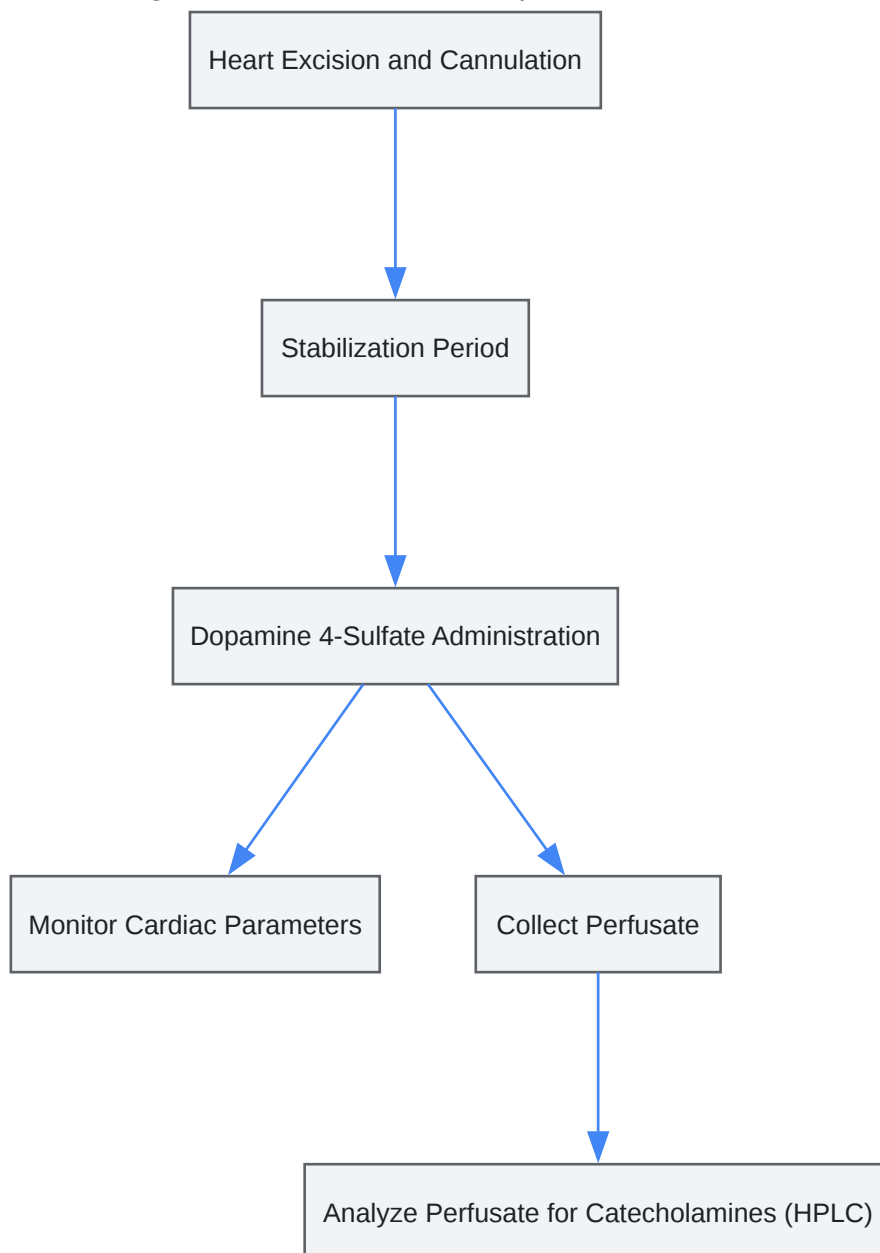 Heart Excision and Cannulation
Stabilization Period
Dopamine 4-Sulfate Administration
Monitor Cardiac Parameters
Collect Perfusate
Analyze Perfusate for Catecholamines (HPLC)